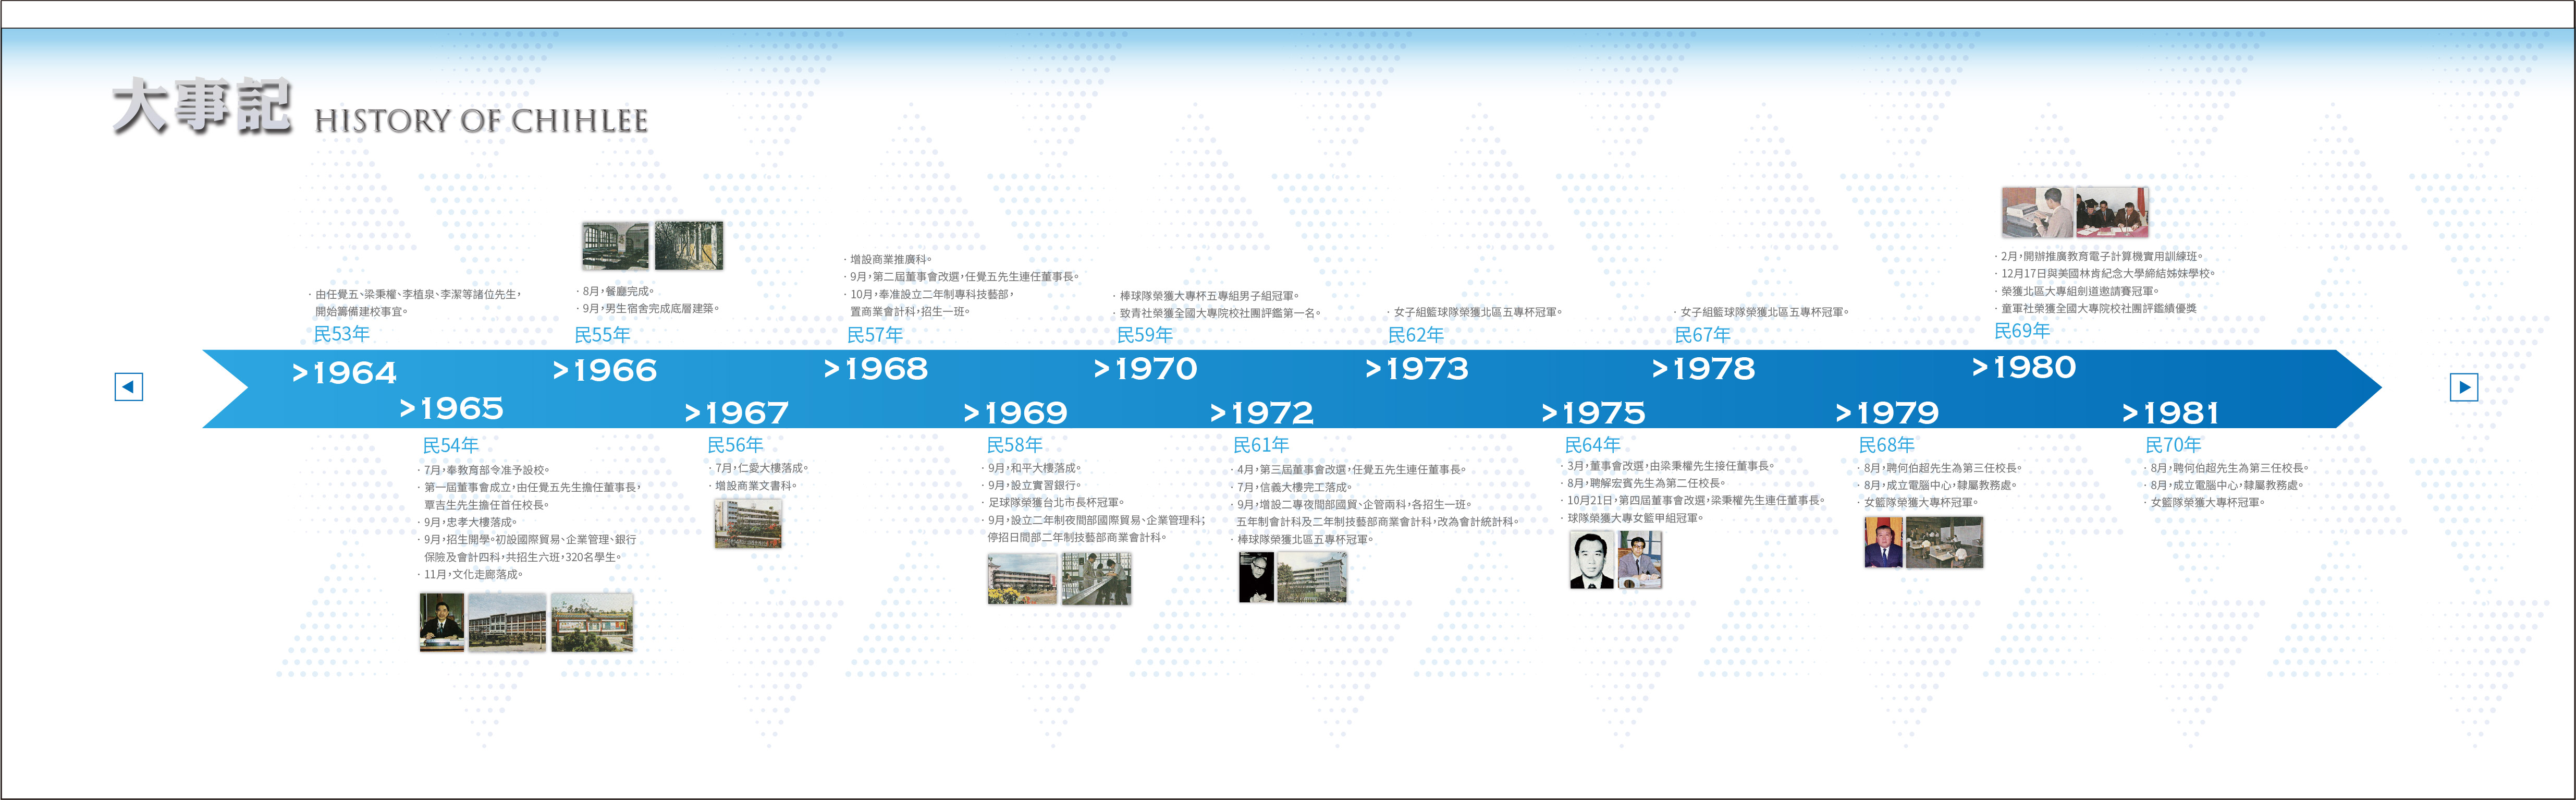 大事記 HISTORY OF CHIHLEE
· 由任覺五、梁秉權、李植泉、李潔等諸位先生，
開始籌備建校事宜。
民53年
>1964
>1965
民54年
· 7月，奉教育部令准予設校。
· 第一屆董事會成立，由任覺五先生擔任董事長，
覃吉生先生擔任首任校長。
· 9月，忠孝大樓落成。
· 9月，招生開學。初設國際貿易、企業管理、銀行
保險及會計四科，共招生六班，320名學生。
· 11月，文化走廊落成。
· 8月，餐廳完成。
· 9月，男生宿舍完成底層建築。
民55年
>1966
>1967
民56年
· 7月，仁愛大樓落成。
· 增設商業文書科。
· 增設商業推廣科。
· 9月，第二屆董事會改選，任覺五先生連任董事長。
· 10月，奉准設立二年制專科技藝部，
置商業會計科，招生一班。
民57年
>1968
>1969
民58年
· 9月，和平大樓落成。
· 9月，設立實習銀行。
· 足球隊榮獲台北市長杯冠軍。
· 9月，設立二年制夜間部國際貿易、企業管理科；
停招日間部二年制技藝部商業會計科。
· 棒球隊榮獲大專杯五專組男子組冠軍。
· 致青社榮獲全國大專院校社團評鑑第一名。
民59年
>1970
>1972
民61年
· 4月，第三屆董事會改選，任覺五先生連任董事長。
· 7月，信義大樓完工落成。
· 9月，增設二專夜間部國貿、企管兩科，各招生一班。
五年制會計科及二年制技藝部商業會計科，改為會計統計科。
· 棒球隊榮獲北區五專杯冠軍。
· 女子組籃球隊榮獲北區五專杯冠軍。
民62年
>1973
>1975
民64年
· 3月，董事會改選，由梁秉權先生接任董事長。
· 8月，聘解宏賓先生為第二任校長。
· 10月21日，第四屆董事會改選，梁秉權先生連任董事長。
· 球隊榮獲大專女籃甲組冠軍。
· 女子組籃球隊榮獲北區五專杯冠軍。
民67年
>1978
>1979
民68年
· 8月，聘何伯超先生為第三任校長。
· 8月，成立電腦中心，隸屬教務處。
· 女籃隊榮獲大專杯冠軍。
· 2月，開辦推廣教育電子計算機實用訓練班。
· 12月17日與美國林肯紀念大學締結姊妹學校。
· 榮獲北區大專組劍道邀請賽冠軍。
· 童軍社榮獲全國大專院校社團評鑑績優獎
民69年
>1980
>1981
民70年
· 8月，聘何伯超先生為第三任校長。
· 8月，成立電腦中心，隸屬教務處。
· 女籃隊榮獲大專杯冠軍。